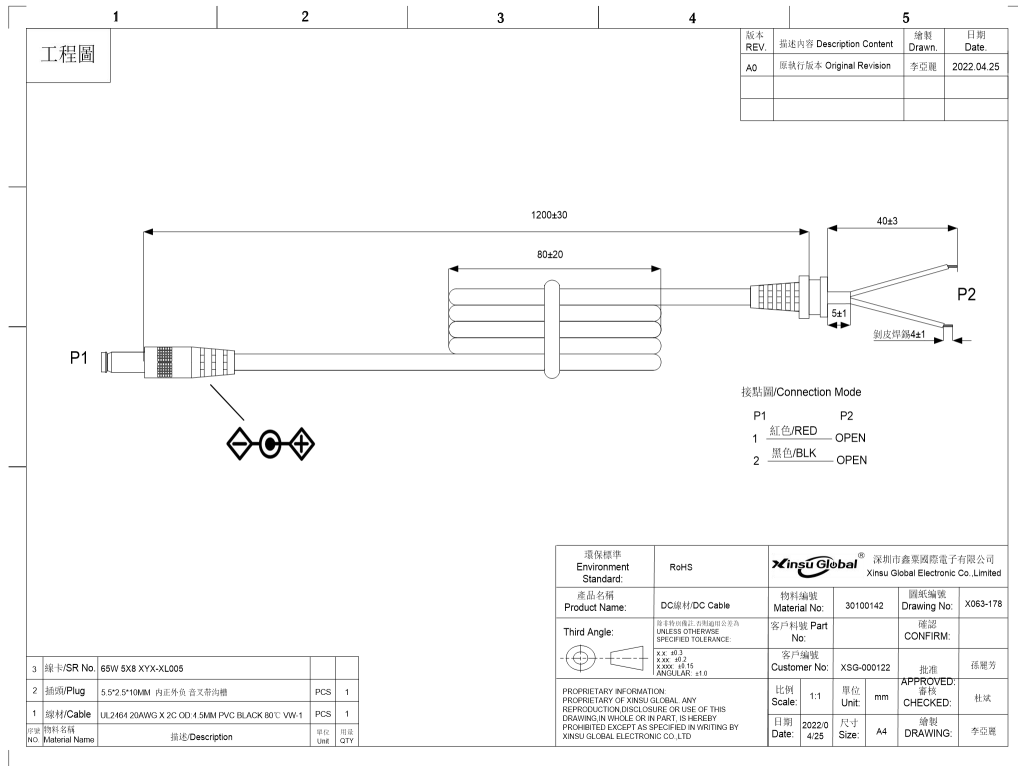 1 2 3 4 5
工程圖
版本 REV. 描述內容 Description Content 繪製 Drawn. 日期 Date.
A0 原執行版本 Original Revision 李亞麗 2022.04.25
1200±30
40±3
80±20
P2
5±1
剝皮焊錫4±1
P1
接點圖/Connection Mode
P1 P2
1 紅色/RED OPEN
2 黑色/BLK OPEN
環保標準 Environment Standard: RoHS
Xinsu Global® 深圳市鑫粟國際電子有限公司
Xinsu Global Electronic Co.,Limited
產品名稱 Product Name: DC線材/DC Cable
物料編號 Material No: 30100142
圖紙編號 Drawing No: X063-178
Third Angle:
除非特別備註,否則適用公差為
UNLESS OTHERWSE
SPECIFIED TOLERANCE:
X.X: ±0.3
X.XX: ±0.2
X.XXX: ±0.15
ANGULAR: ±1.0
客戶料號 Part No:
確認 CONFIRM:
客戶編號 Customer No: XSG-000122
批准 APPROVED: 孫麗芳
PROPRIETARY INFORMATION:
PROPRIETARY OF XINSU GLOBAL. ANY
REPRODUCTION,DISCLOSURE OR USE OF THIS
DRAWING,IN WHOLE OR IN PART, IS HEREBY
PROHIBITED EXCEPT AS SPECIFIED IN WRITING BY
XINSU GLOBAL ELECTRONIC CO.,LTD
比例 Scale: 1:1 單位 Unit: mm
審核 CHECKED: 杜斌
日期 Date: 2022/0
4/25
尺寸 Size: A4
繪製 DRAWING: 李亞麗
3 線卡/SR No. 65W 5X8 XYX-XL005
2 插頭/Plug 5.5*2.5*10MM 内正外负 音叉带沟槽 PCS 1
1 線材/Cable UL2464 20AWG X 2C OD:4.5MM PVC BLACK 80℃ VW-1 PCS 1
序號 NO. 物料名稱 Material Name 描述/Description 單位 Unit 用量 QTY